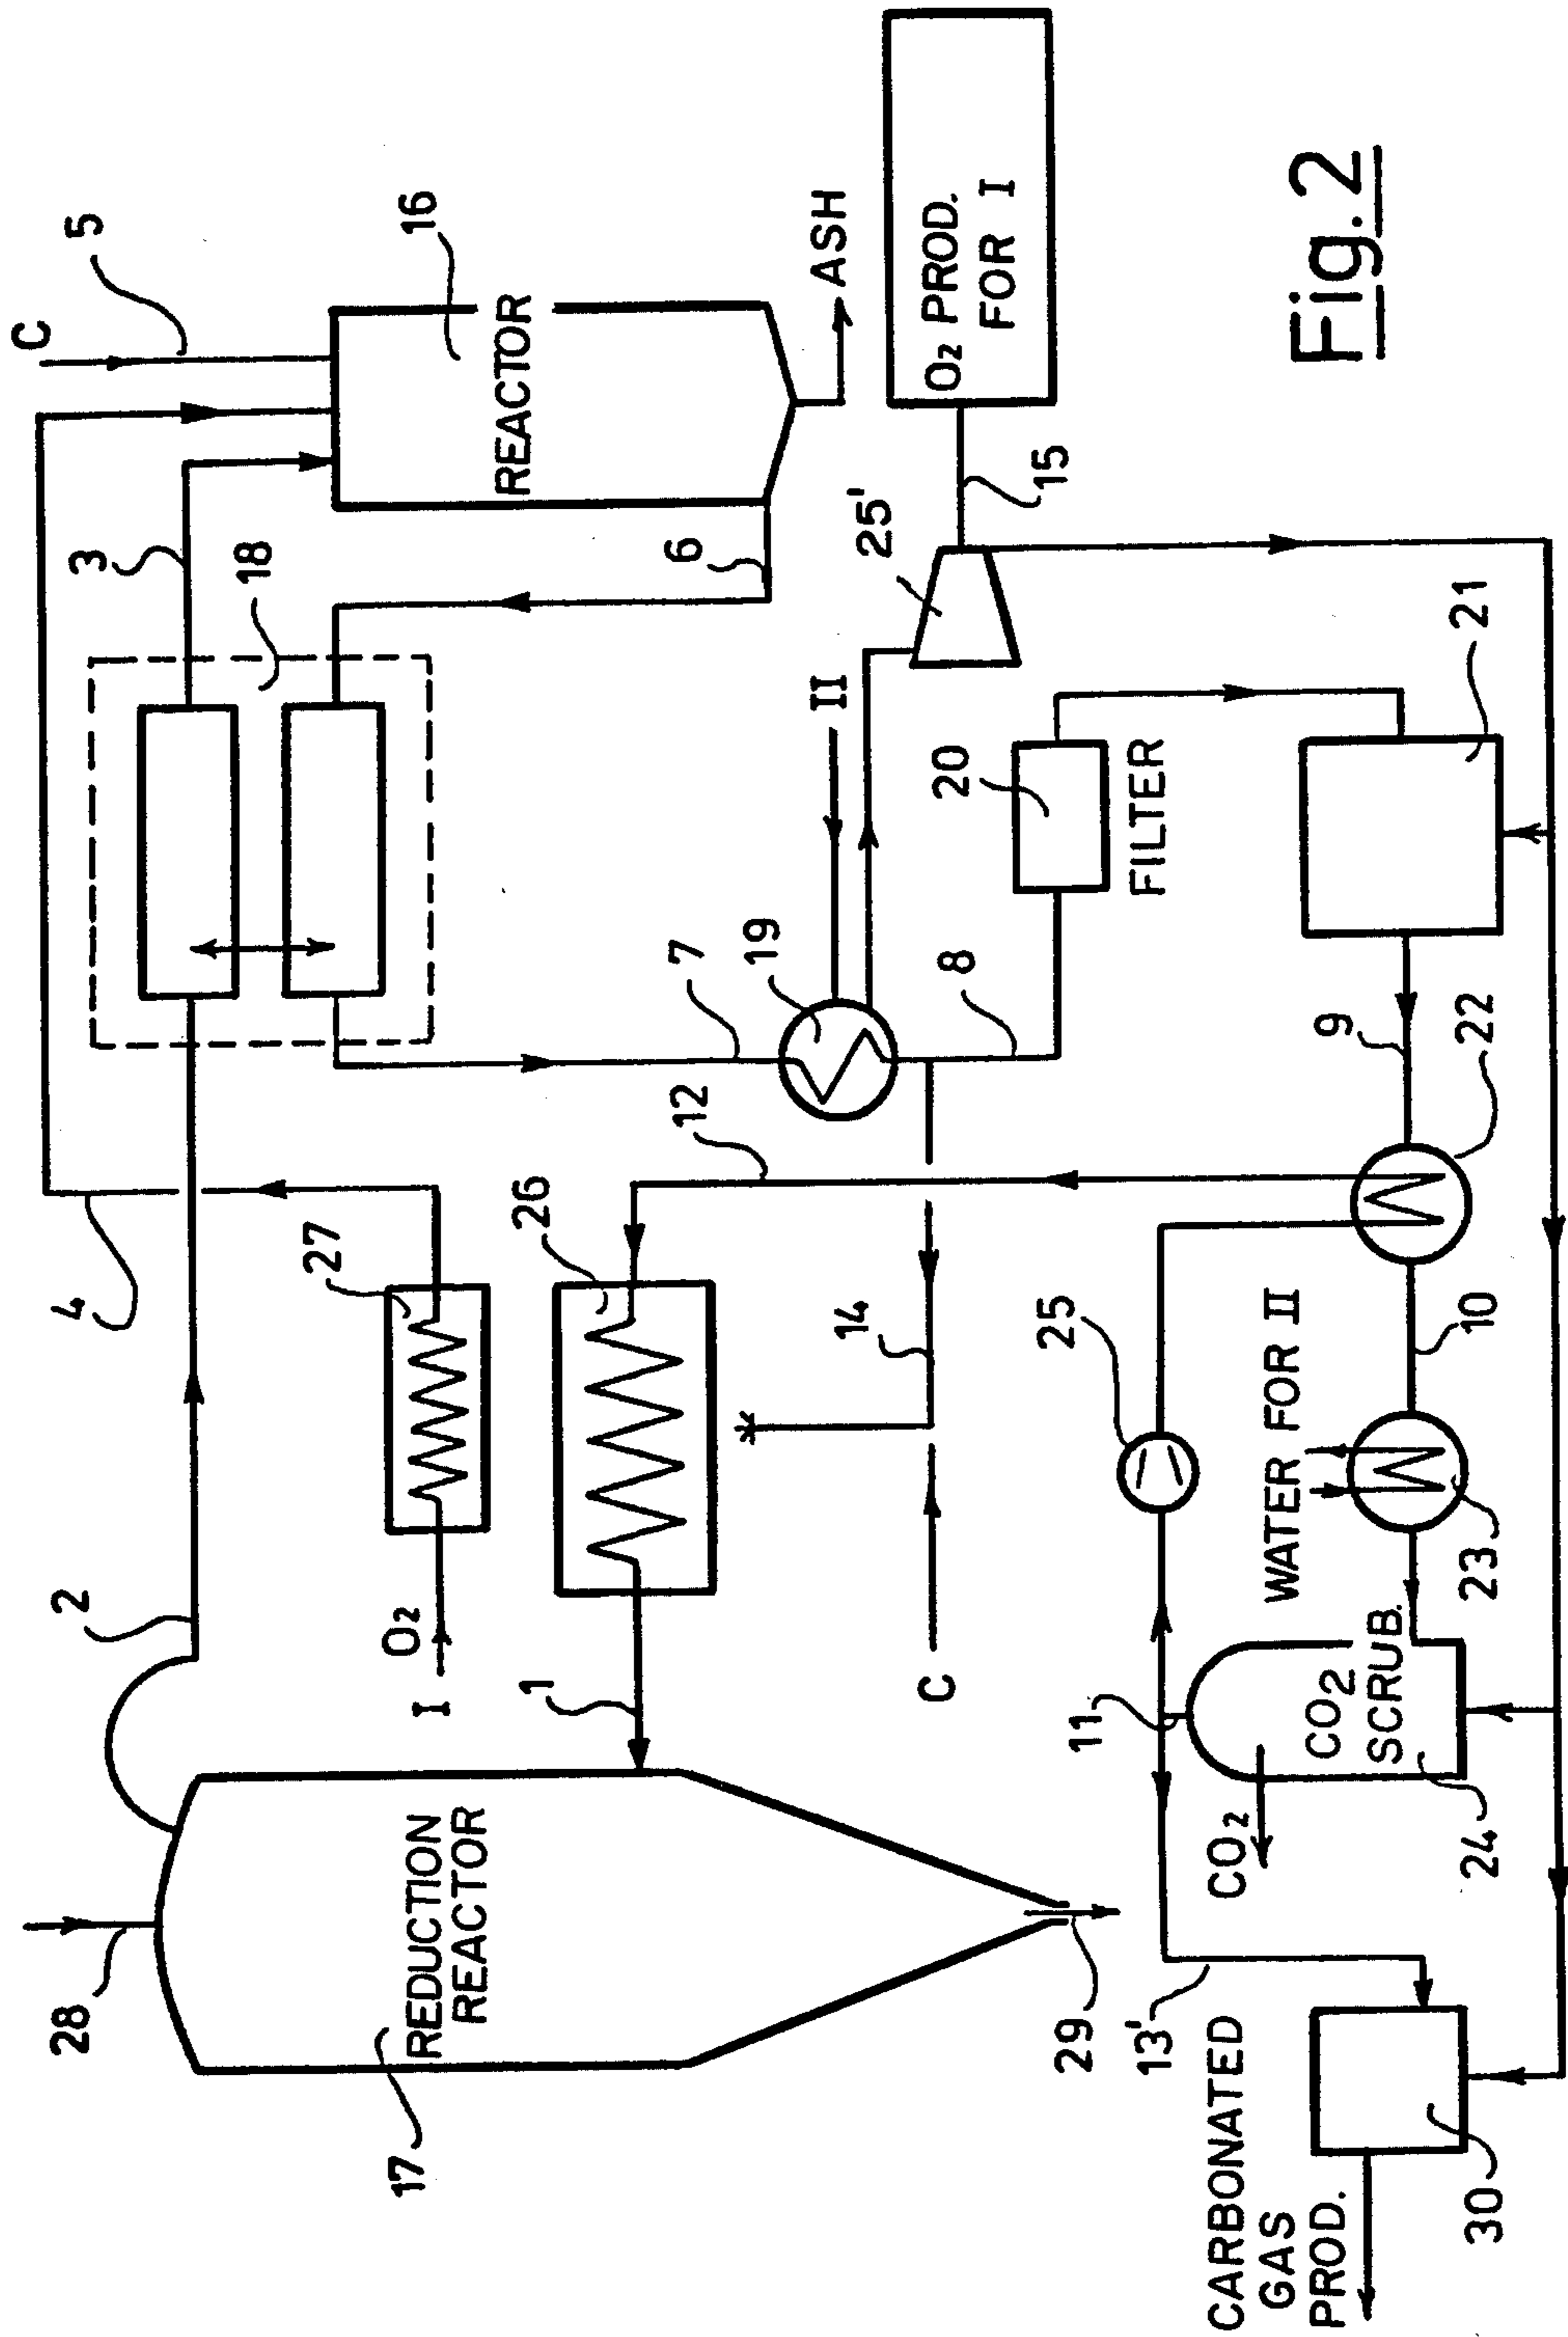 28
2
4
3
18
C
5
16
REACTOR
ASH
17
REDUCTION
REACTOR
I
O2
27
26
1
12
7
19
II
6
25'
15
O2 PROD.
FOR I
C
14
8
20
FILTER
29
13'
11
25
CO2
CO2
SCRUB.
24
WATER FOR II
23
10
22
9
21
CARBONATED
GAS
PROD.
30
Fig. 2